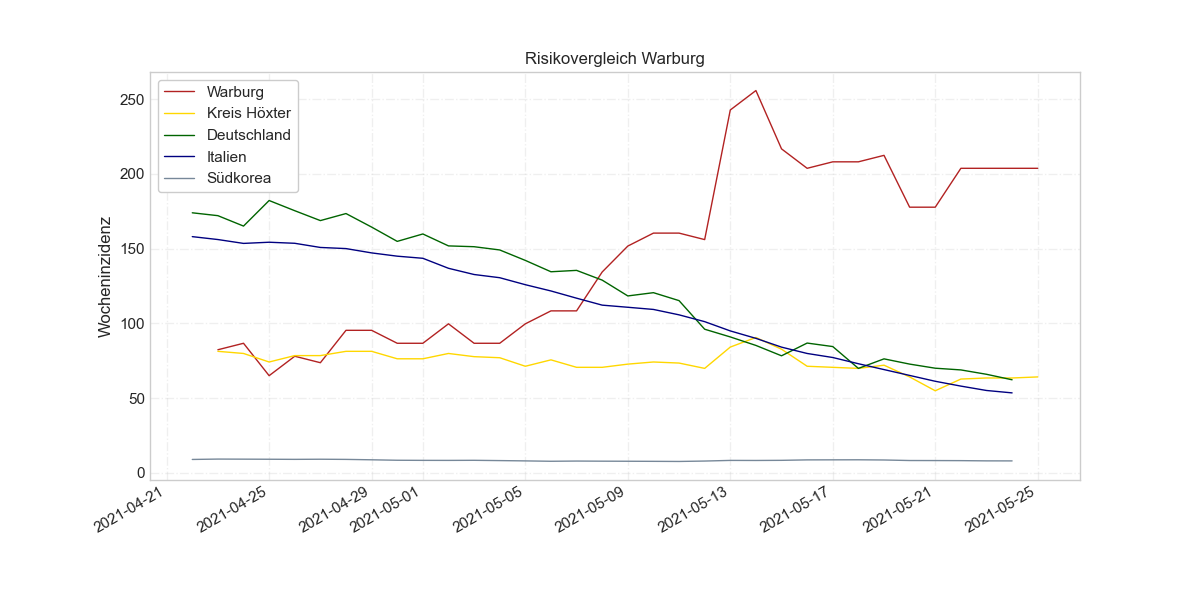 Risikovergleich Warburg
Warburg
Kreis Höxter
Deutschland
Italien
Südkorea
Wocheninzidenz
250
200
150
100
50
0
2021-04-21
2021-04-25
2021-04-29
2021-05-01
2021-05-05
2021-05-09
2021-05-13
2021-05-17
2021-05-21
2021-05-25